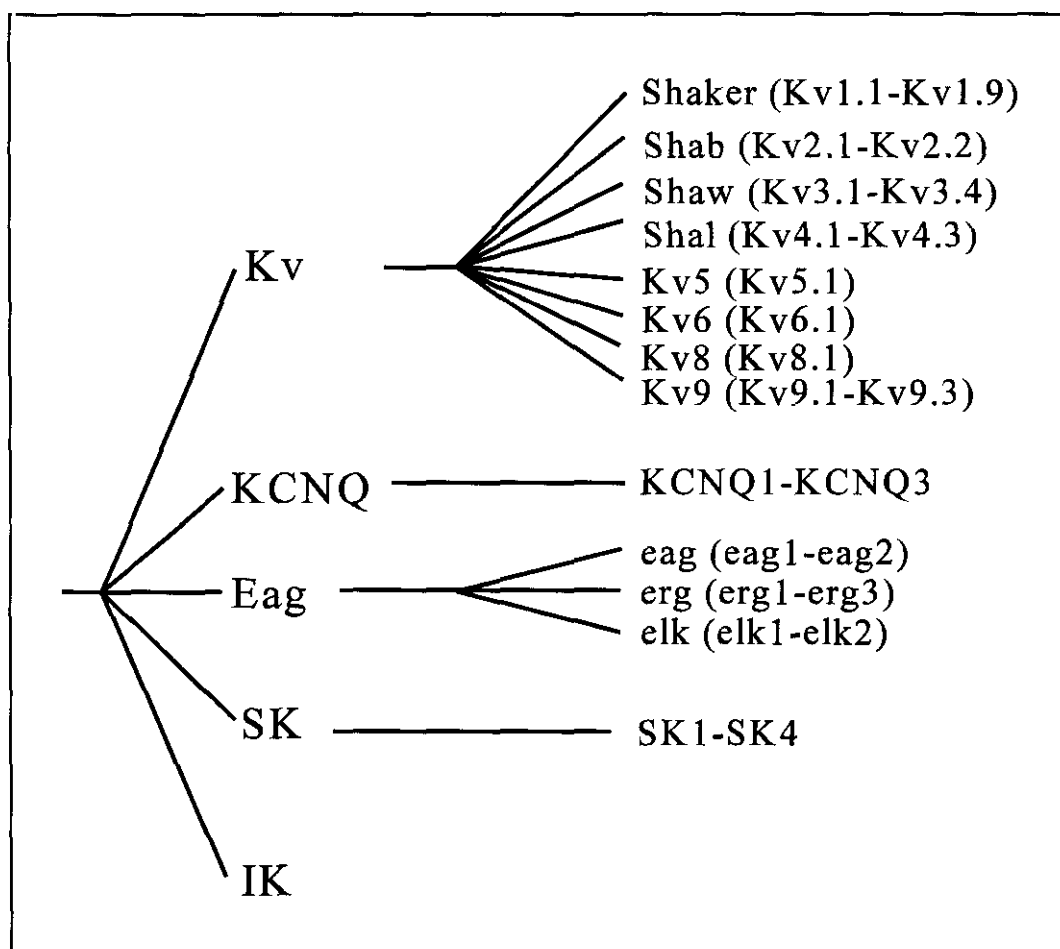 Shaker (Kv1.1-Kv1.9)
Shab (Kv2.1-Kv2.2)
Shaw (Kv3.1-Kv3.4)
Shal (Kv4.1-Kv4.3)
Kv
Kv5 (Kv5.1)
Kv6 (Kv6.1)
Kv8 (Kv8.1)
Kv9 (Kv9.1-Kv9.3)
KCNQ
KCNQ1-KCNQ3
eag (eag1-eag2)
Eag
erg (erg1-erg3)
elk (elk1-elk2)
SK
SK1-SK4
IK